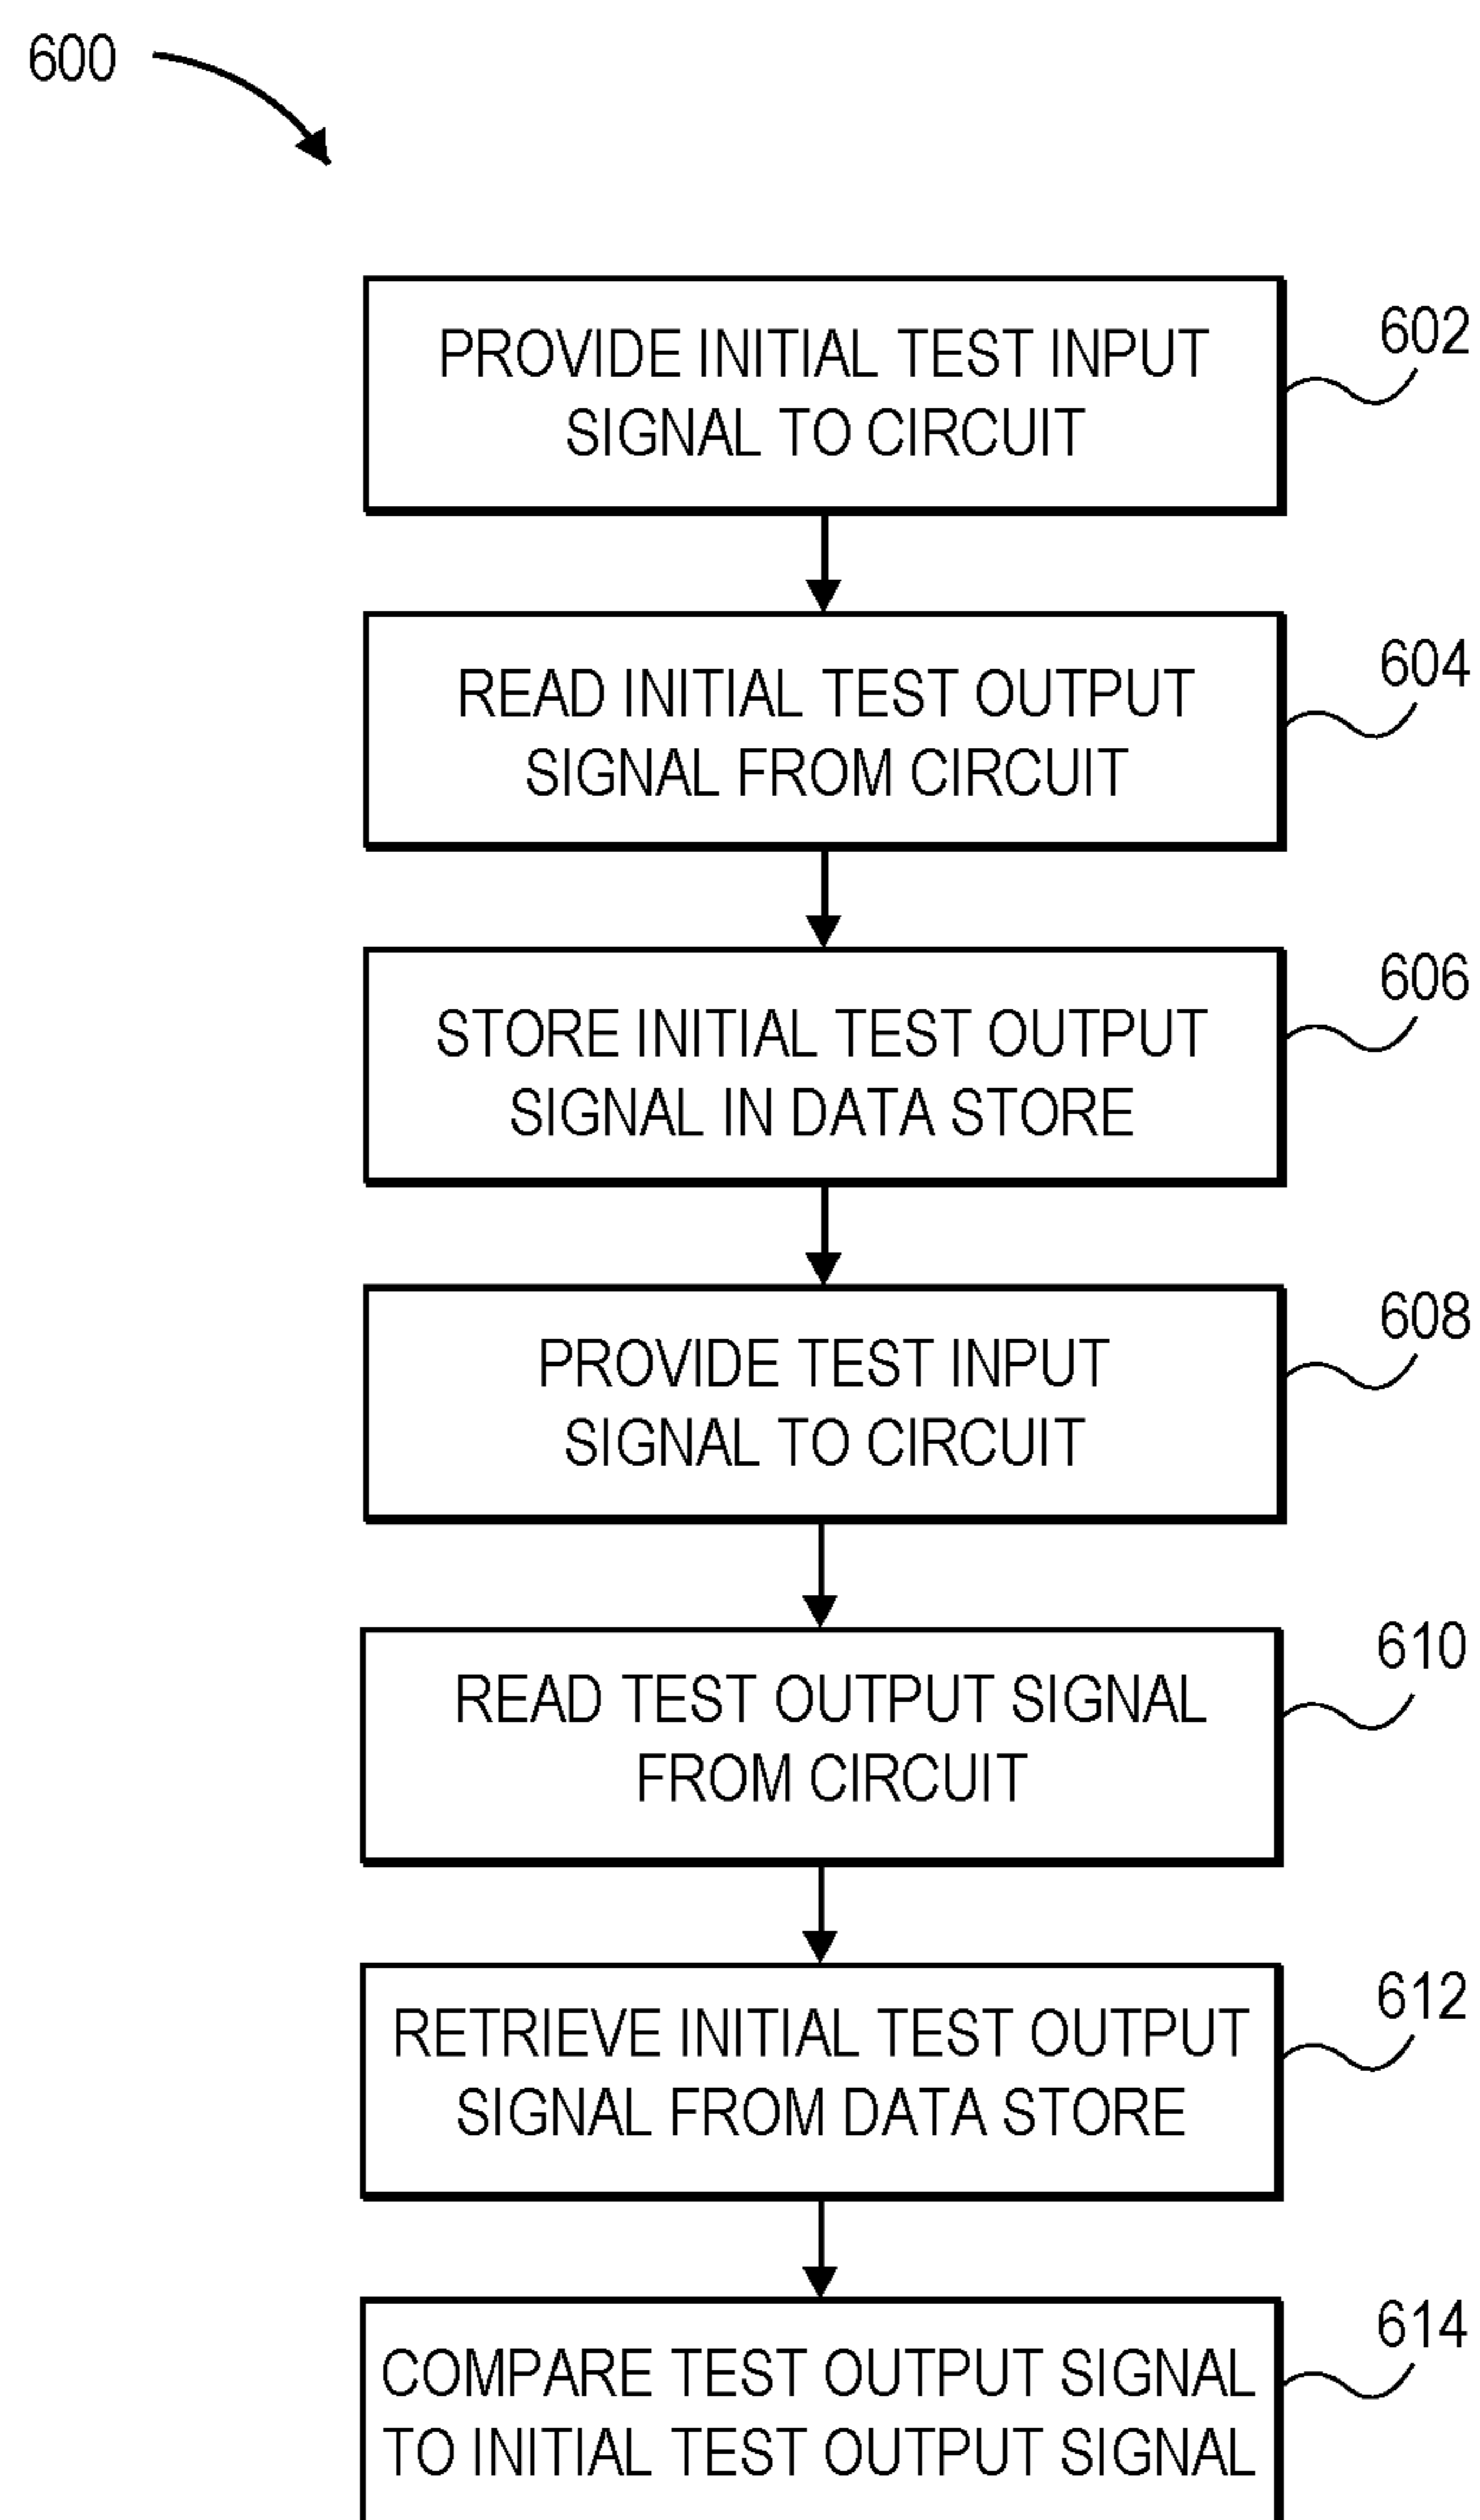 600
PROVIDE INITIAL TEST INPUT
SIGNAL TO CIRCUIT
602
READ INITIAL TEST OUTPUT
SIGNAL FROM CIRCUIT
604
STORE INITIAL TEST OUTPUT
SIGNAL IN DATA STORE
606
PROVIDE TEST INPUT
SIGNAL TO CIRCUIT
608
READ TEST OUTPUT SIGNAL
FROM CIRCUIT
610
RETRIEVE INITIAL TEST OUTPUT
SIGNAL FROM DATA STORE
612
COMPARE TEST OUTPUT SIGNAL
TO INITIAL TEST OUTPUT SIGNAL
614